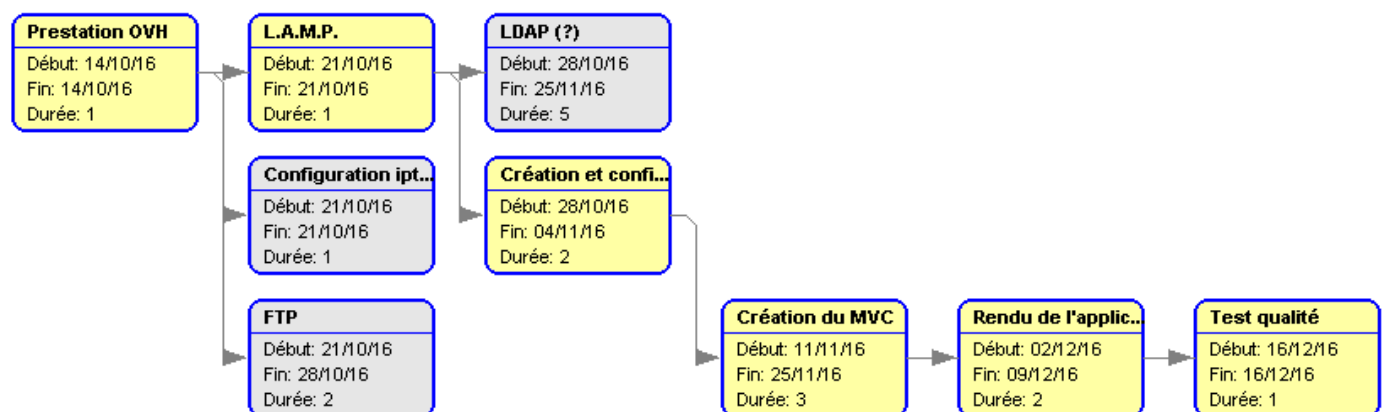 Prestation OVH
Début: 14/10/16
Fin: 14/10/16
Durée: 1
L.A.M.P.
Début: 21/10/16
Fin: 21/10/16
Durée: 1
LDAP (?)
Début: 28/10/16
Fin: 25/11/16
Durée: 5
Configuration ipt...
Début: 21/10/16
Fin: 21/10/16
Durée: 1
Création et confi...
Début: 28/10/16
Fin: 04/11/16
Durée: 2
FTP
Début: 21/10/16
Fin: 28/10/16
Durée: 2
Création du MVC
Début: 11/11/16
Fin: 25/11/16
Durée: 3
Rendu de l'applic...
Début: 02/12/16
Fin: 09/12/16
Durée: 2
Test qualité
Début: 16/12/16
Fin: 16/12/16
Durée: 1